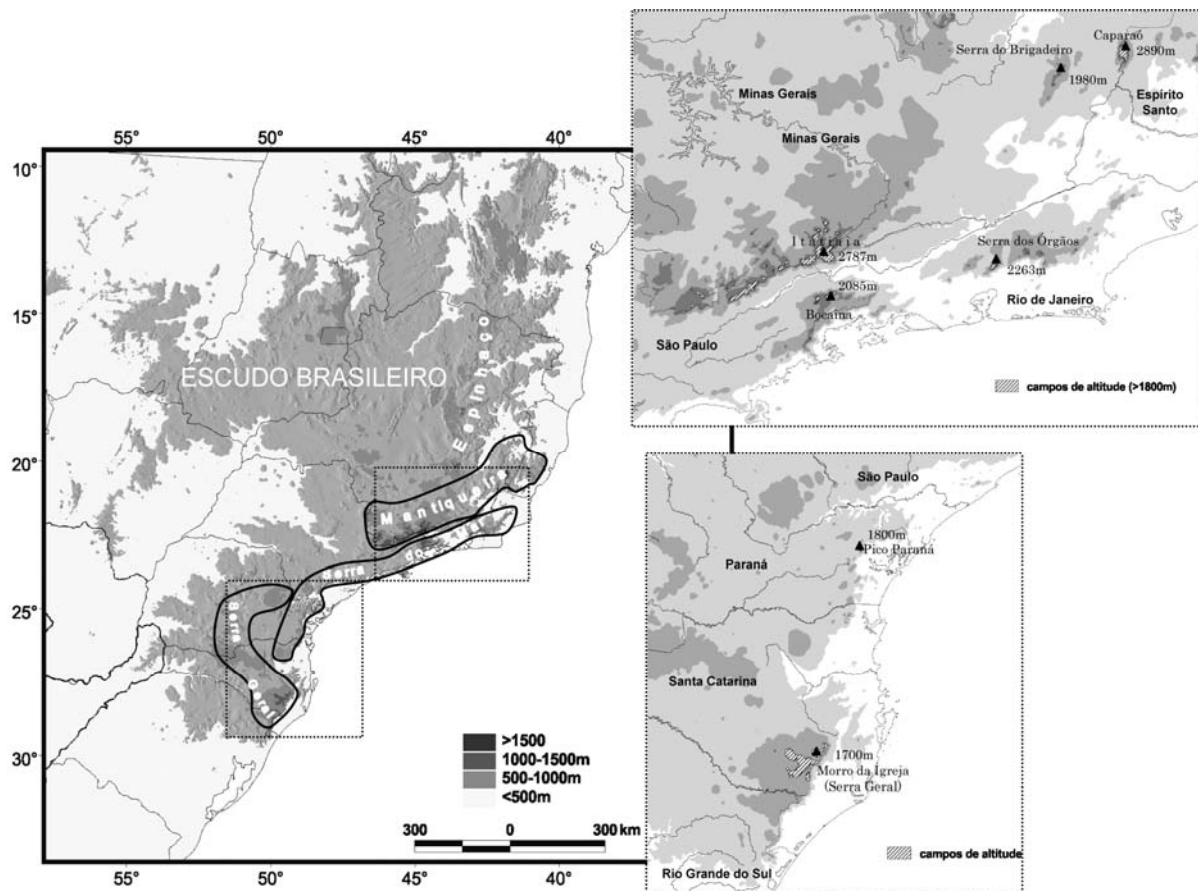 55°
50°
45°
40°
10°
15°
20°
25°
30°
ESCUDO BRASILEIRO
Espinhaço
Mantiqueira
Serra do Mar
Serra Geral
>1500
1000-1500m
500-1000m
<500m
300
0
300 km
55°
50°
45°
40°
Caparaó
2890m
Serra do Brigadeiro
1980m
Espírito
Santo
Minas Gerais
Minas Gerais
Itatiaia
2787m
Serra dos Órgãos
2263m
2085m
Bocaina
Rio de Janeiro
São Paulo
campos de altitude (>1800m)
São Paulo
1800m
Pico Paraná
Paraná
Santa Catarina
1700m
Morro da Igreja
(Serra Geral)
campos de altitude
Rio Grande do Sul